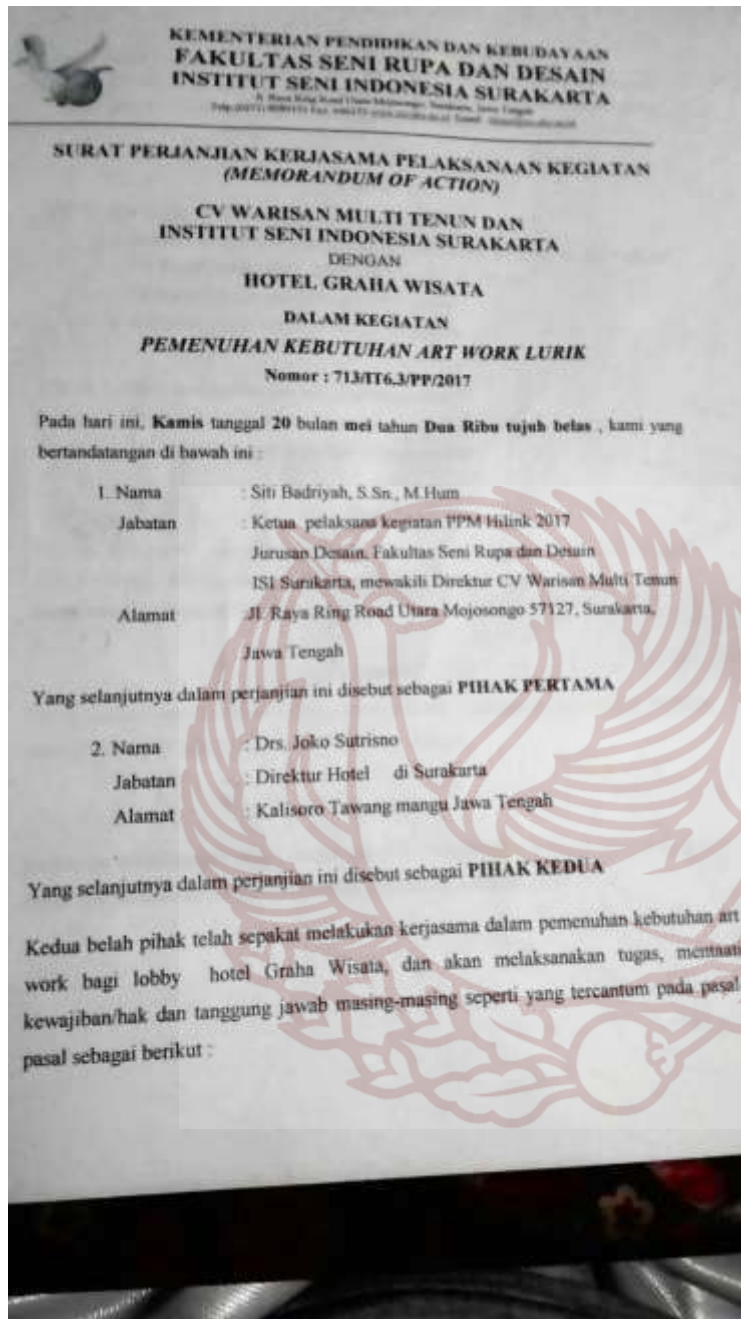 KEMENTERIAN PENDIDIKAN DAN KEBUDAYAAN
FAKULTAS SENI RUPA DAN DESAIN
INSTITUT SENI INDONESIA SURAKARTA
SURAT PERJANJIAN KERJASAMA PELAKSANAAN KEGIATAN
(MEMORANDUM OF ACTION)
CV WARISAN MULTI TENUN DAN
INSTITUT SENI INDONESIA SURAKARTA
DENGAN
HOTEL GRAHA WISATA
DALAM KEGIATAN
PEMENUHAN KEBUTUHAN ART WORK LURIK
Nomor : 713/IT6.3/PP/2017
Pada hari ini, Kamis tanggal 20 bulan mei tahun Dua Ribu tujuh belas , kami yang
bertandatangan di bawah ini :
1. Nama : Siti Badriyah, S.Sn., M.Hum
Jabatan : Ketua pelaksana kegiatan PPM Hilink 2017
Jurusan Desain, Fakultas Seni Rupa dan Desain
ISI Surakarta, mewakili Direktur CV Warisan Multi Tenun
Alamat : Jl. Raya Ring Road Utara Mojosongo 57127, Surakarta,
Jawa Tengah
Yang selanjutnya dalam perjanjian ini disebut sebagai PIHAK PERTAMA
2. Nama : Drs. Joko Sutrisno
Jabatan : Direktur Hotel di Surakarta
Alamat : Kalisoro Tawang mangu Jawa Tengah
Yang selanjutnya dalam perjanjian ini disebut sebagai PIHAK KEDUA
Kedua belah pihak telah sepakat melakukan kerjasama dalam pemenuhan kebutuhan art
work bagi lobby hotel Graha Wisata, dan akan melaksanakan tugas, mentaati
kewajiban/hak dan tanggung jawab masing-masing seperti yang tercantum pada pasal
pasal sebagai berikut :